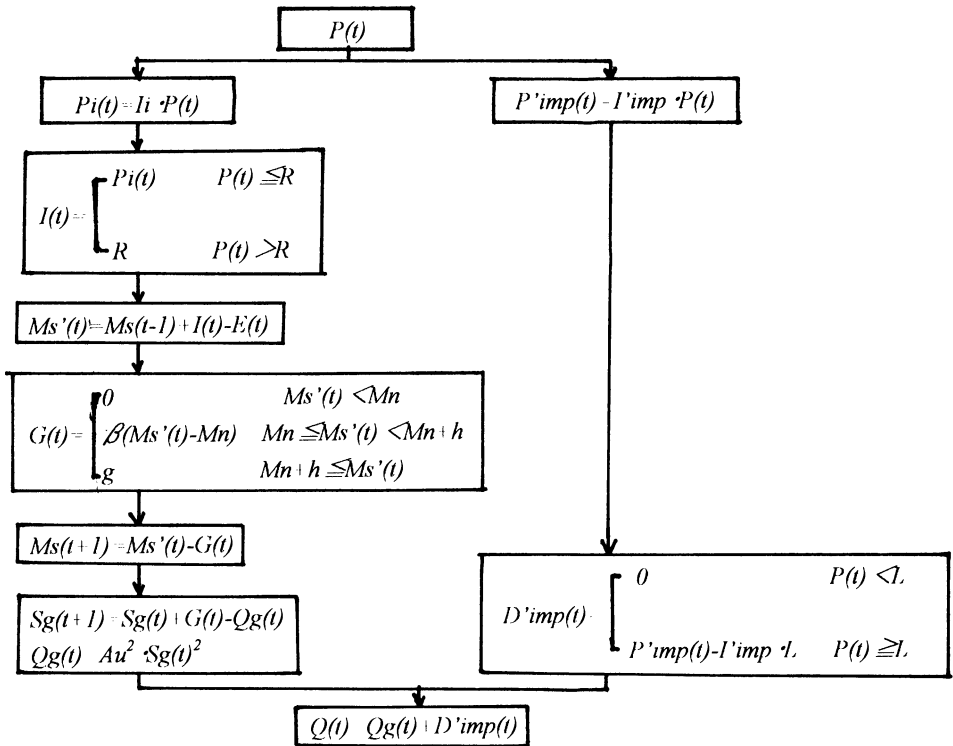 P(t)
Pi(t)=Ii·P(t)
P'imp(t)=I'imp·P(t)
Pi(t) P(t)≦R
I(t)=
R P(t)>R
Ms'(t)=Ms(t-1)+I(t)-E(t)
0 Ms'(t)<Mn
G(t)= β(Ms'(t)-Mn) Mn≦Ms'(t)<Mn+h
g Mn+h≦Ms'(t)
Ms(t+1)=Ms'(t)-G(t)
Sg(t+1)=Sg(t)+G(t)-Qg(t)
Qg(t) Au²·Sg(t)²
0 P(t)<L
D'imp(t)
P'imp(t)-I'imp·L P(t)≧L
Q(t) Qg(t)+D'imp(t)